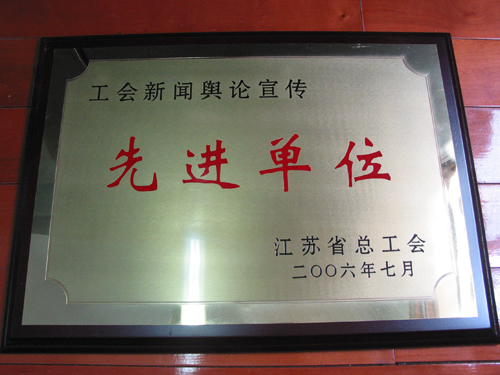 工会新闻舆论宣传
先进单位
江苏省总工会
二〇〇六年七月